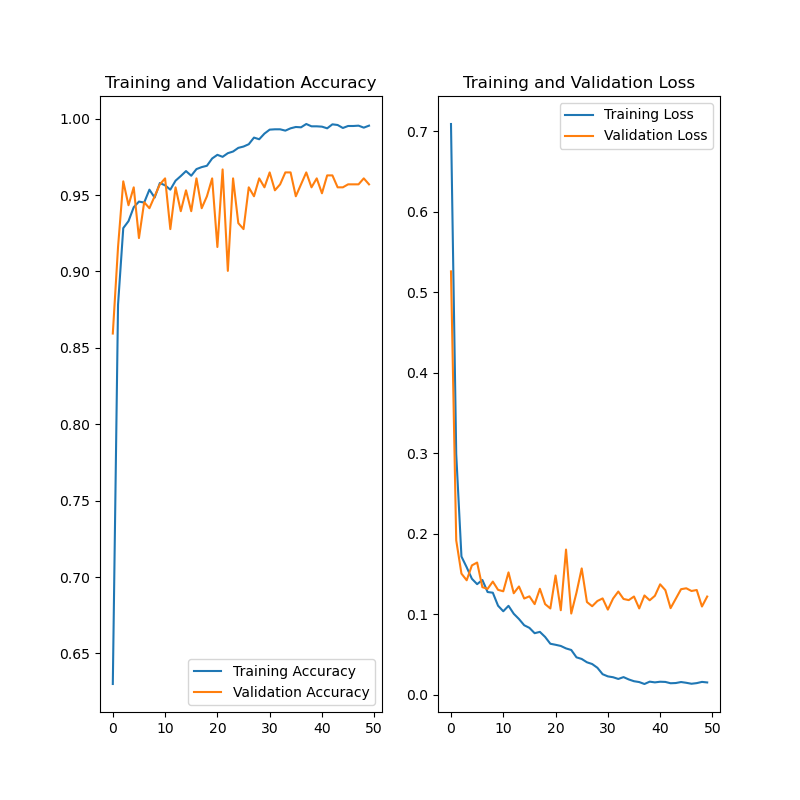 Training and Validation Accuracy
1.00
0.95
0.90
0.85
0.80
0.75
0.70
0.65
0 10 20 30 40 50
Training Accuracy
Validation Accuracy
Training and Validation Loss
0.7
0.6
0.5
0.4
0.3
0.2
0.1
0.0
0 10 20 30 40 50
Training Loss
Validation Loss